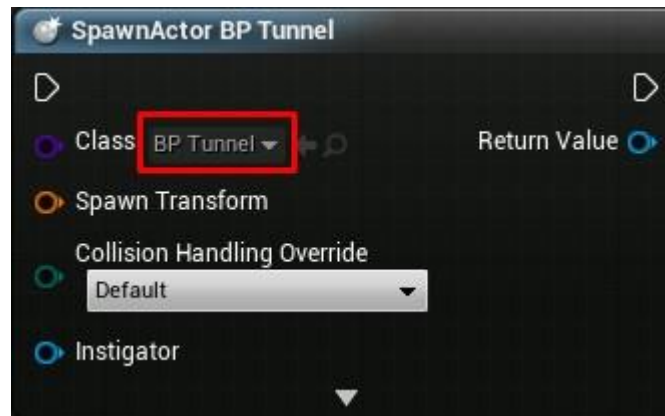 SpawnActor BP Tunnel
Class BP Tunnel Return Value
Spawn Transform
Collision Handling Override
Default
Instigator